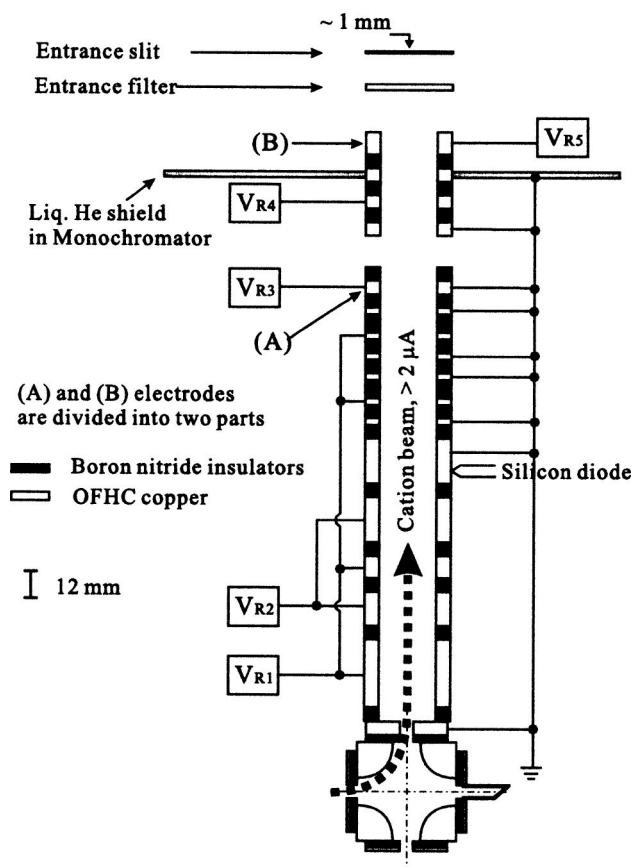 ~ 1 mm
Entrance slit
Entrance filter
(B)
VR5
Liq. He shield
in Monochromator
VR4
VR3
(A)
(A) and (B) electrodes
are divided into two parts
Boron nitride insulators
OFHC copper
Cation beam, > 2 μA
Silicon diode
12 mm
VR2
VR1